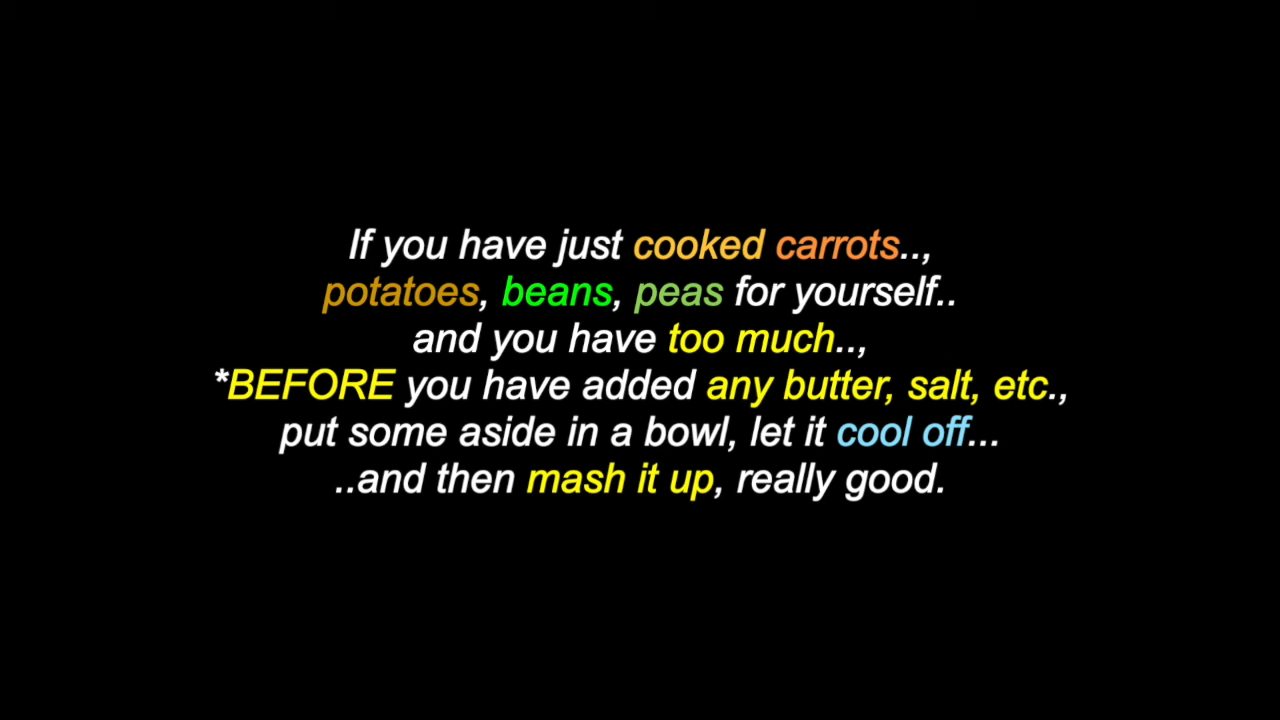 If you have just cooked carrots..,
potatoes, beans, peas for yourself..
and you have too much..,
*BEFORE you have added any butter, salt, etc.,
put some aside in a bowl, let it cool off...
..and then mash it up, really good.